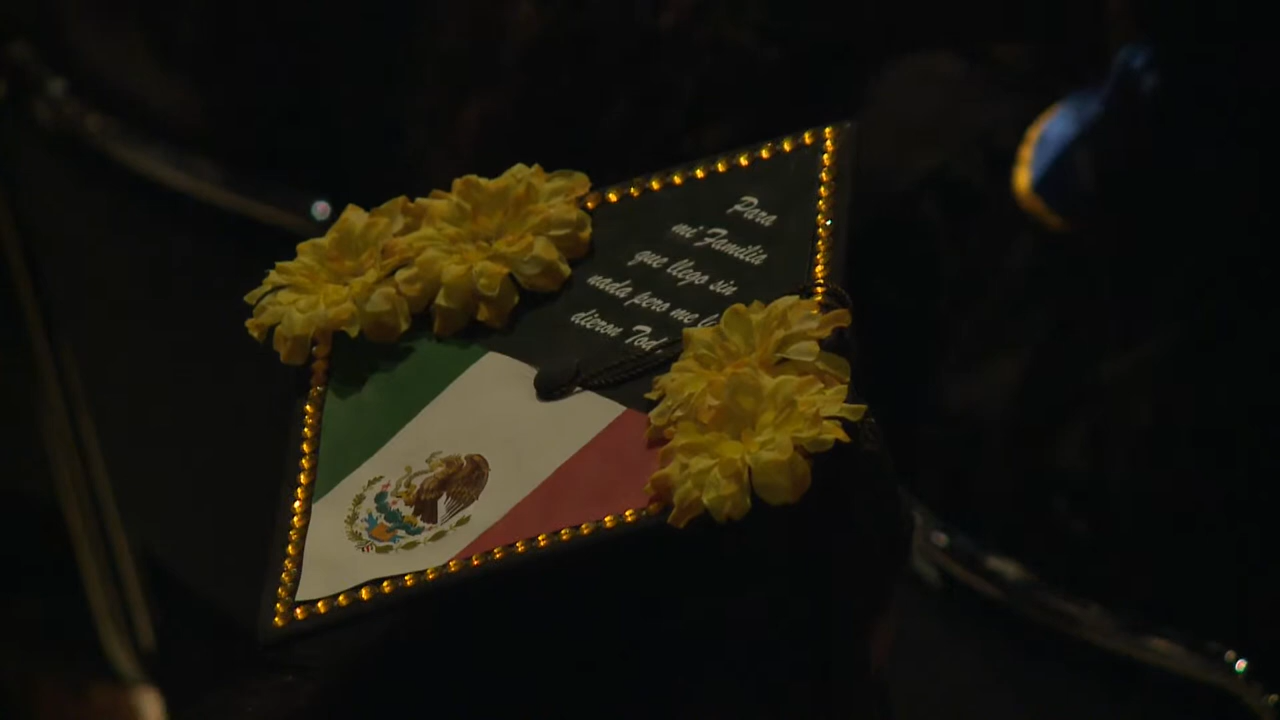 Para
mi Familia
que llego sin
nada pero me
dieron